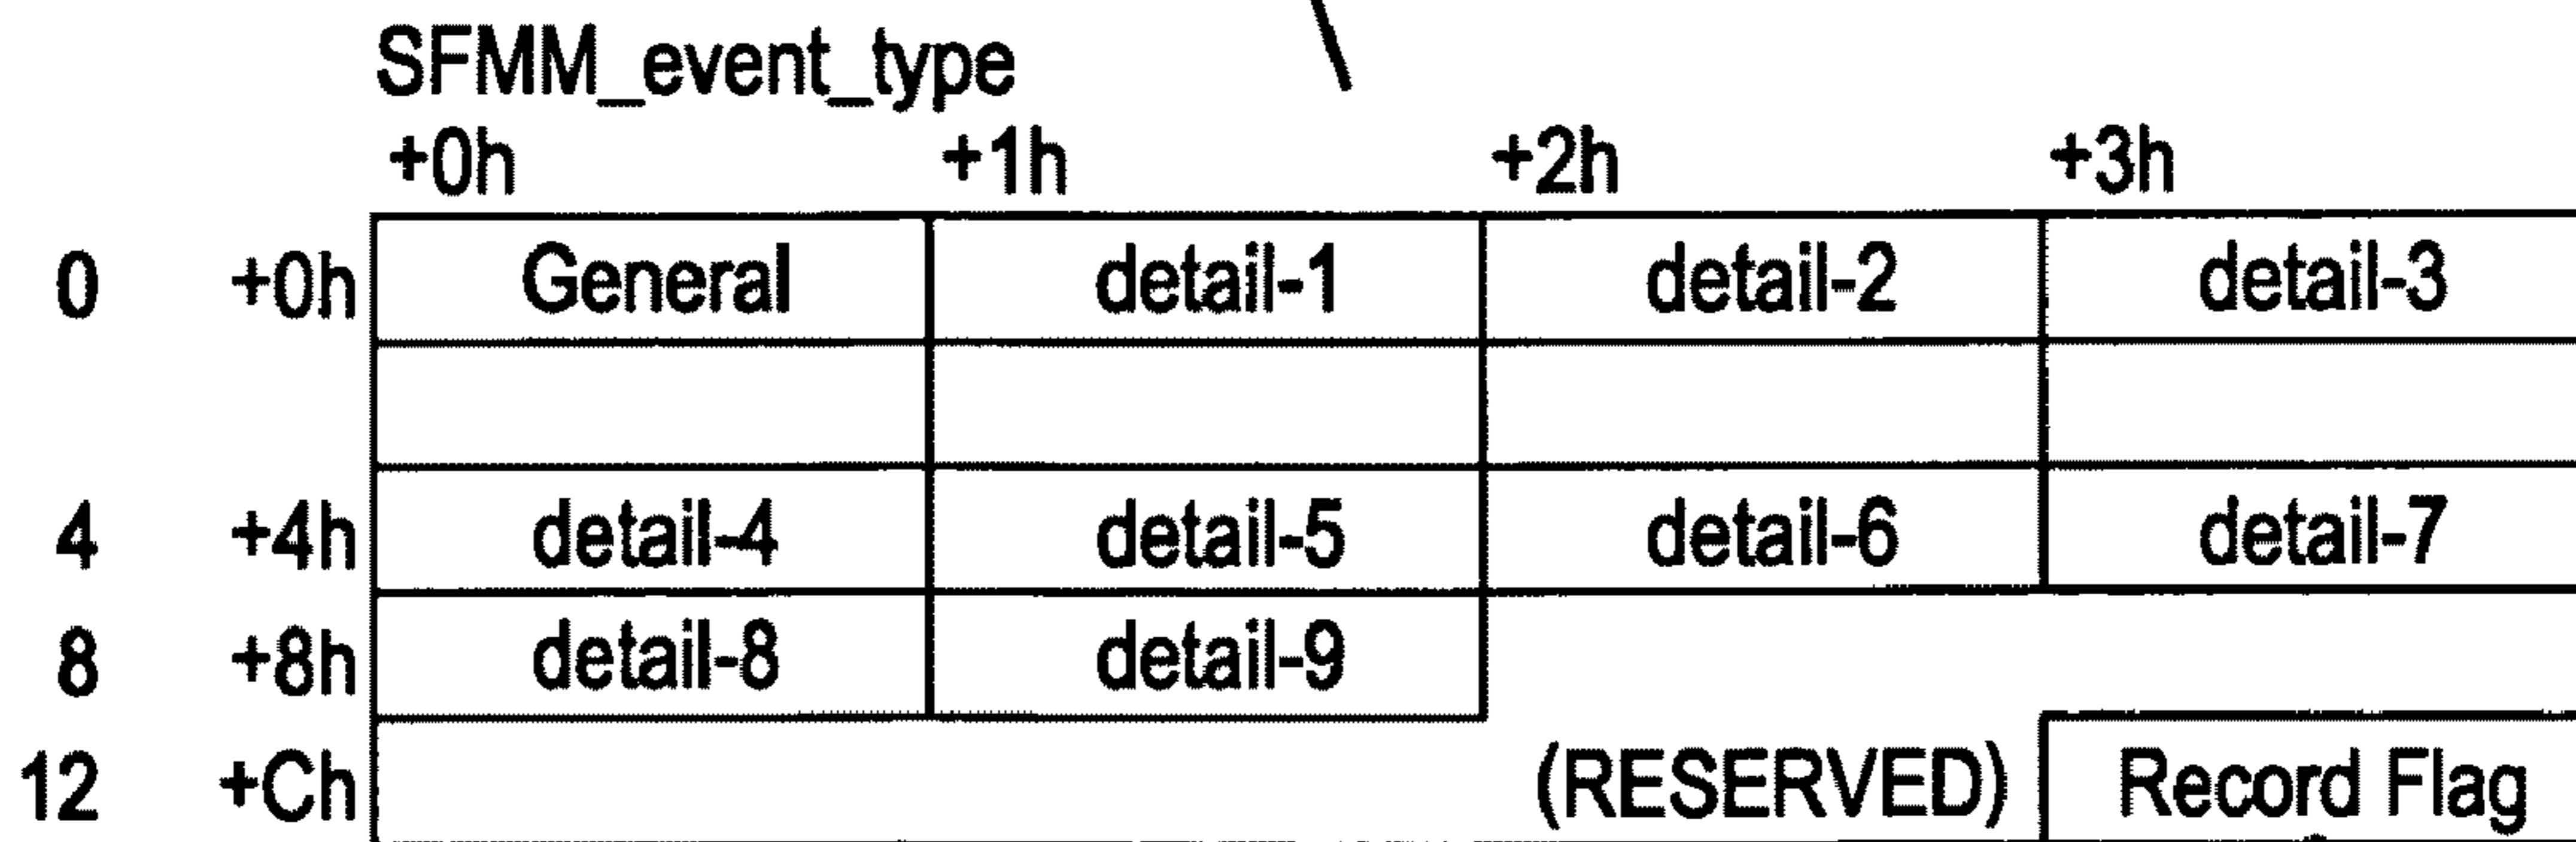 SFMM_event_type
+0h +1h +2h +3h
0 +0h General detail-1 detail-2 detail-3
4 +4h detail-4 detail-5 detail-6 detail-7
8 +8h detail-8 detail-9
12 +Ch (RESERVED) Record Flag